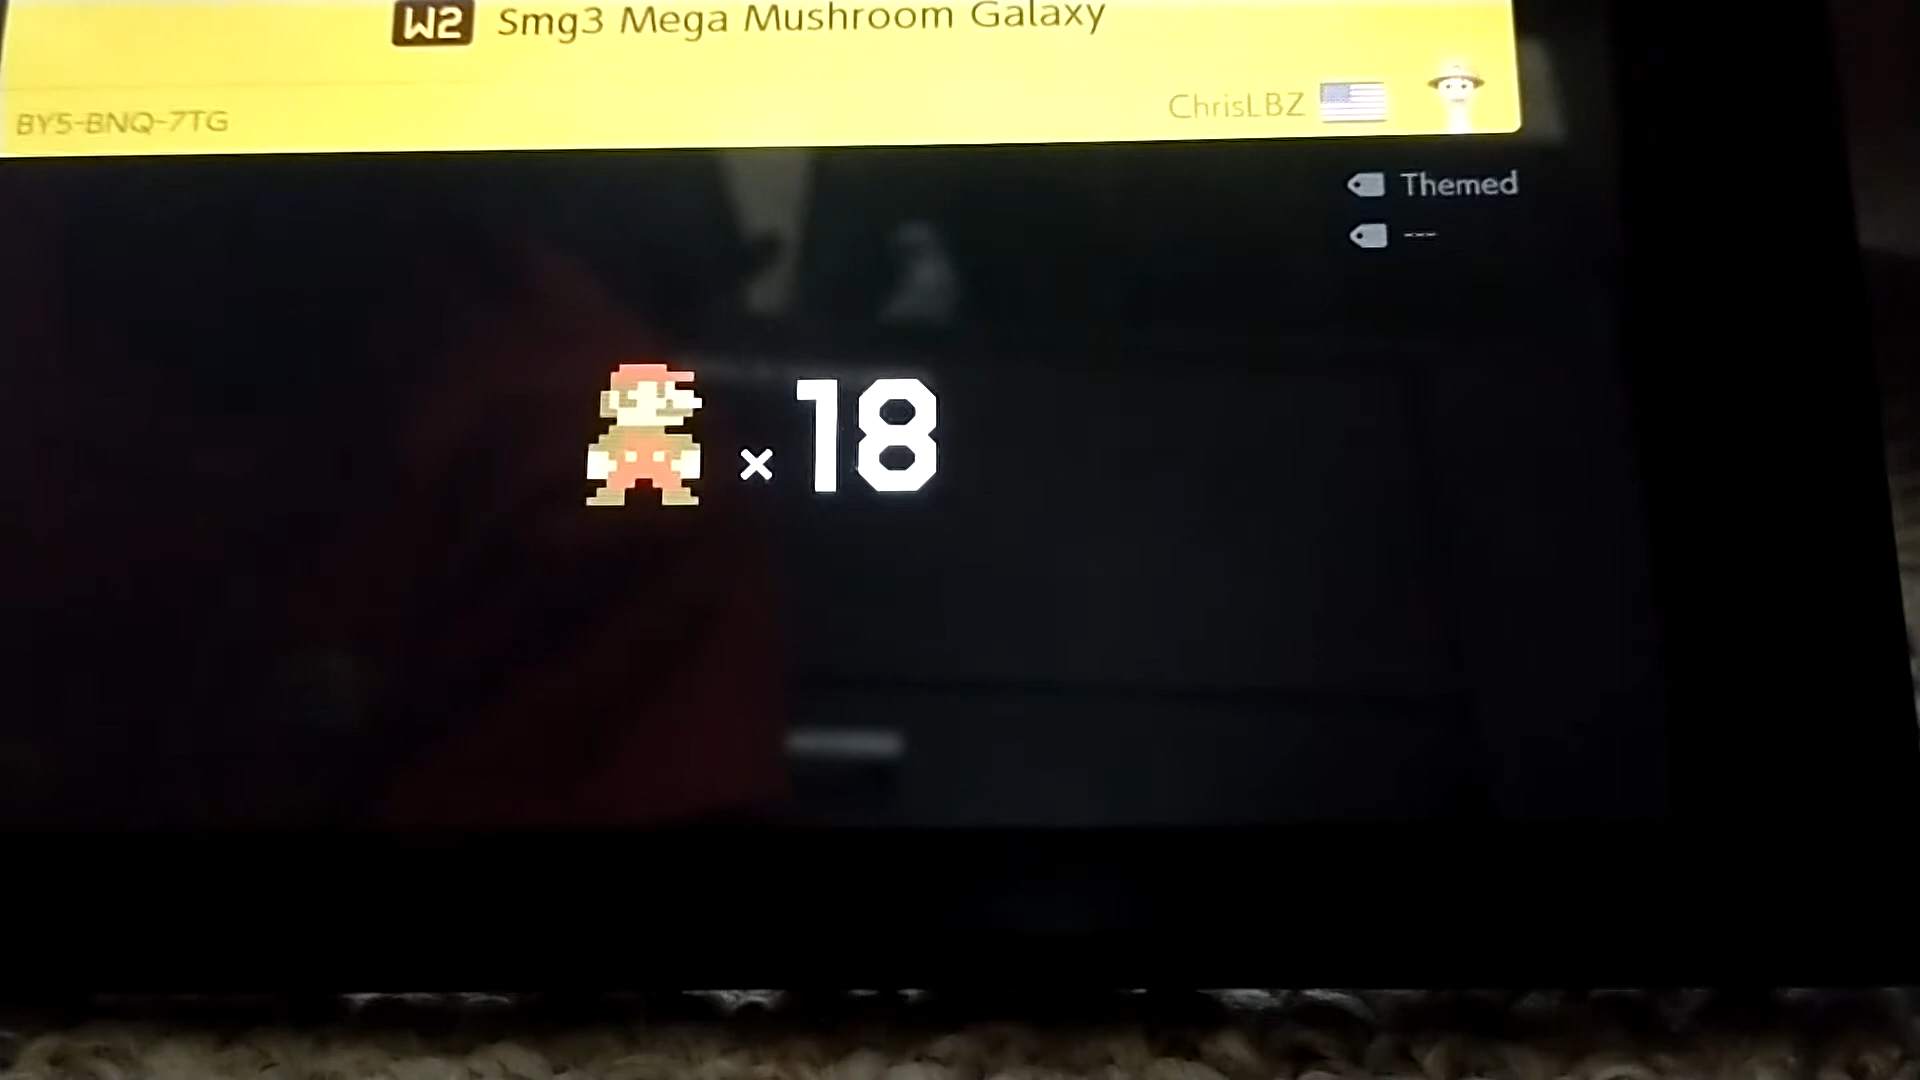 W2 Smg3 Mega Mushroom Galaxy
BY5-BNQ-7TG
ChrisLBZ
Themed
---
× 18